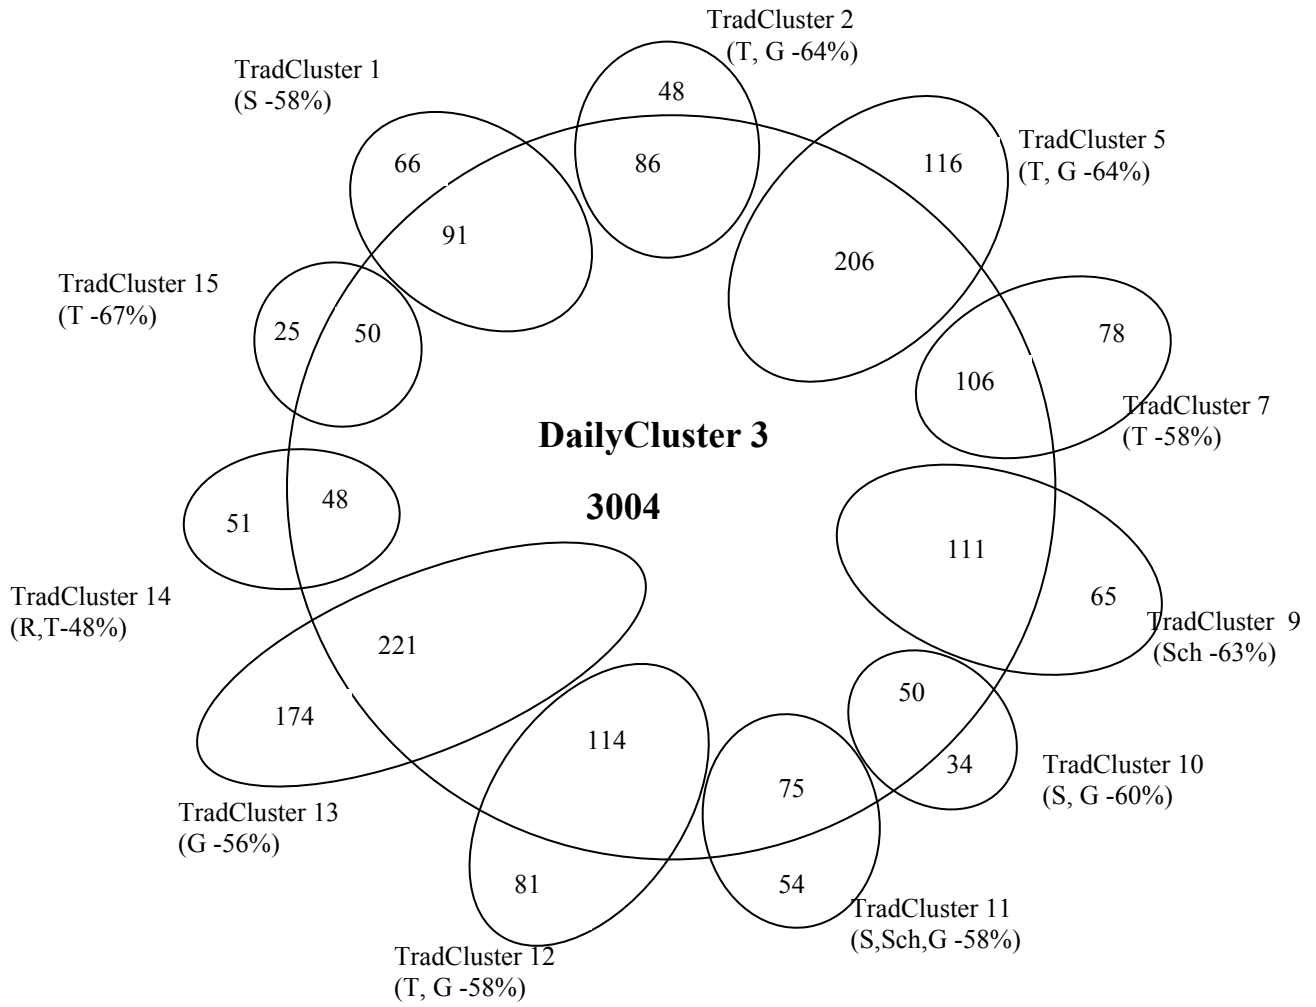 TradCluster 2
(T, G -64%)
48
86
TradCluster 1
(S -58%)
66
91
TradCluster 5
(T, G -64%)
116
206
TradCluster 15
(T -67%)
25
50
78
106
TradCluster 7
(T -58%)
DailyCluster 3
3004
51
48
111
65
TradCluster 9
(Sch -63%)
TradCluster 14
(R,T-48%)
221
174
50
34
TradCluster 10
(S, G -60%)
TradCluster 13
(G -56%)
114
81
75
54
TradCluster 11
(S,Sch,G -58%)
TradCluster 12
(T, G -58%)